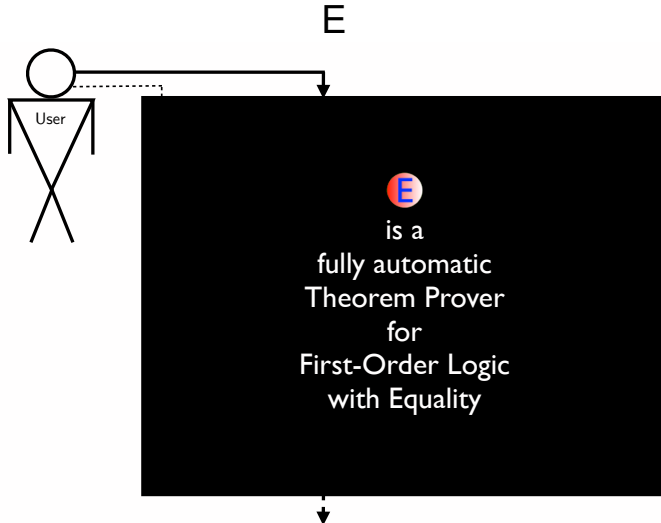 E
User
E
is a
fully automatic
Theorem Prover
for
First-Order Logic
with Equality